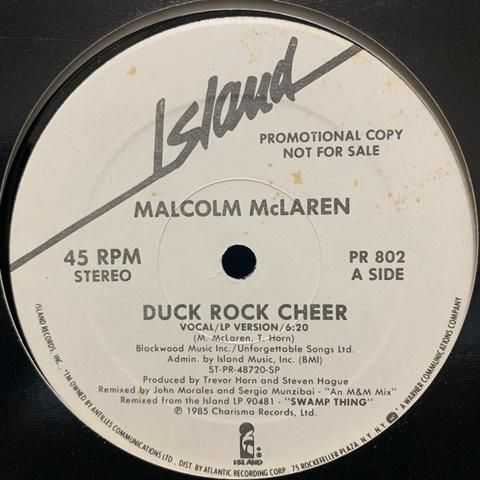 Island
PROMOTIONAL COPY
NOT FOR SALE
MALCOLM McLAREN
45 RPM
STEREO
PR 802
A SIDE
DUCK ROCK CHEER
VOCAL/LP VERSION/6:20
(M. McLaren, T. Horn)
Blackwood Music Inc./Unforgettable Songs Ltd.
Admin. by Island Music, Inc. (BMI)
ST-PR-48720-SP
Produced by Trevor Horn and Steven Hague
Remixed by John Morales and Sergio Munzibai - "An M&M Mix"
Remixed from the Island LP 90481 - "SWAMP THING"
℗ 1985 Charisma Records, Ltd.
ISLAND
ISLAND RECORDS, INC.
TM OWNED BY ANTILLES COMMUNICATIONS LTD. DIST. BY ATLANTIC RECORDING CORP. 75 ROCKEFELLER PLAZA, N.Y. N.Y. A WARNER COMMUNICATIONS COMPANY